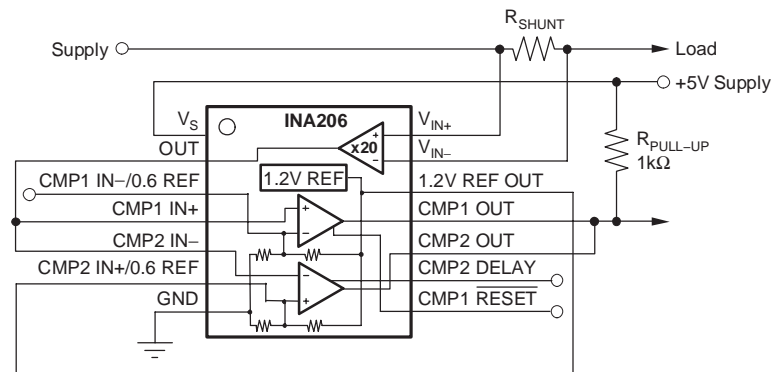 R_SHUNT
Supply
Load
+5V Supply
V_S
INA206
V_IN+
OUT
x20
+
−
V_IN−
R_PULL−UP
1kΩ
CMP1 IN−/0.6 REF
1.2V REF
1.2V REF OUT
CMP1 IN+
+
−
CMP1 OUT
CMP2 IN−
CMP2 OUT
CMP2 IN+/0.6 REF
−
+
CMP2 DELAY
GND
CMP1 R̅E̅S̅E̅T̅